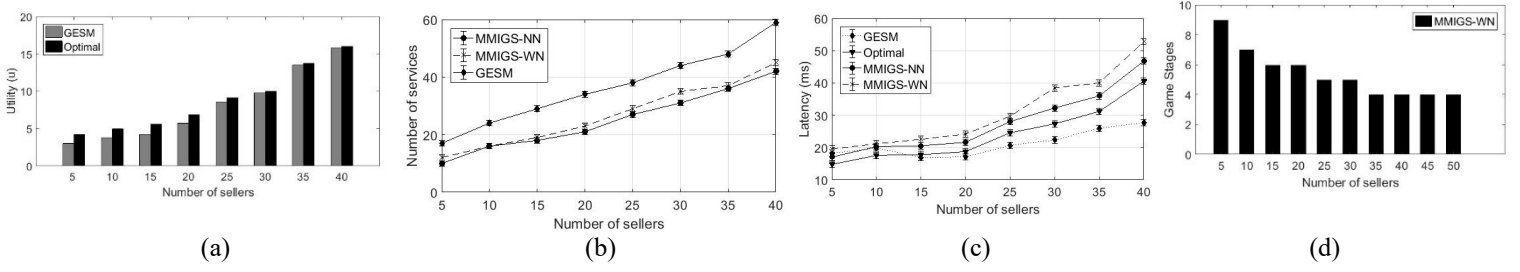 Utility (u)
20
15
10
5
0
GESM
Optimal
5 10 15 20 25 30 35 40
Number of sellers
(a)
Number of services
60
40
20
0
MMIGS-NN
MMIGS-WN
GESM
5 10 15 20 25 30 35 40
Number of sellers
(b)
Latency (ms)
60
50
40
30
20
10
GESM
Optimal
MMIGS-NN
MMIGS-WN
5 10 15 20 25 30 35 40
Number of sellers
(c)
Game Stages
10
8
6
4
2
0
MMIGS-WN
5 10 15 20 25 30 35 40 45 50
Number of sellers
(d)